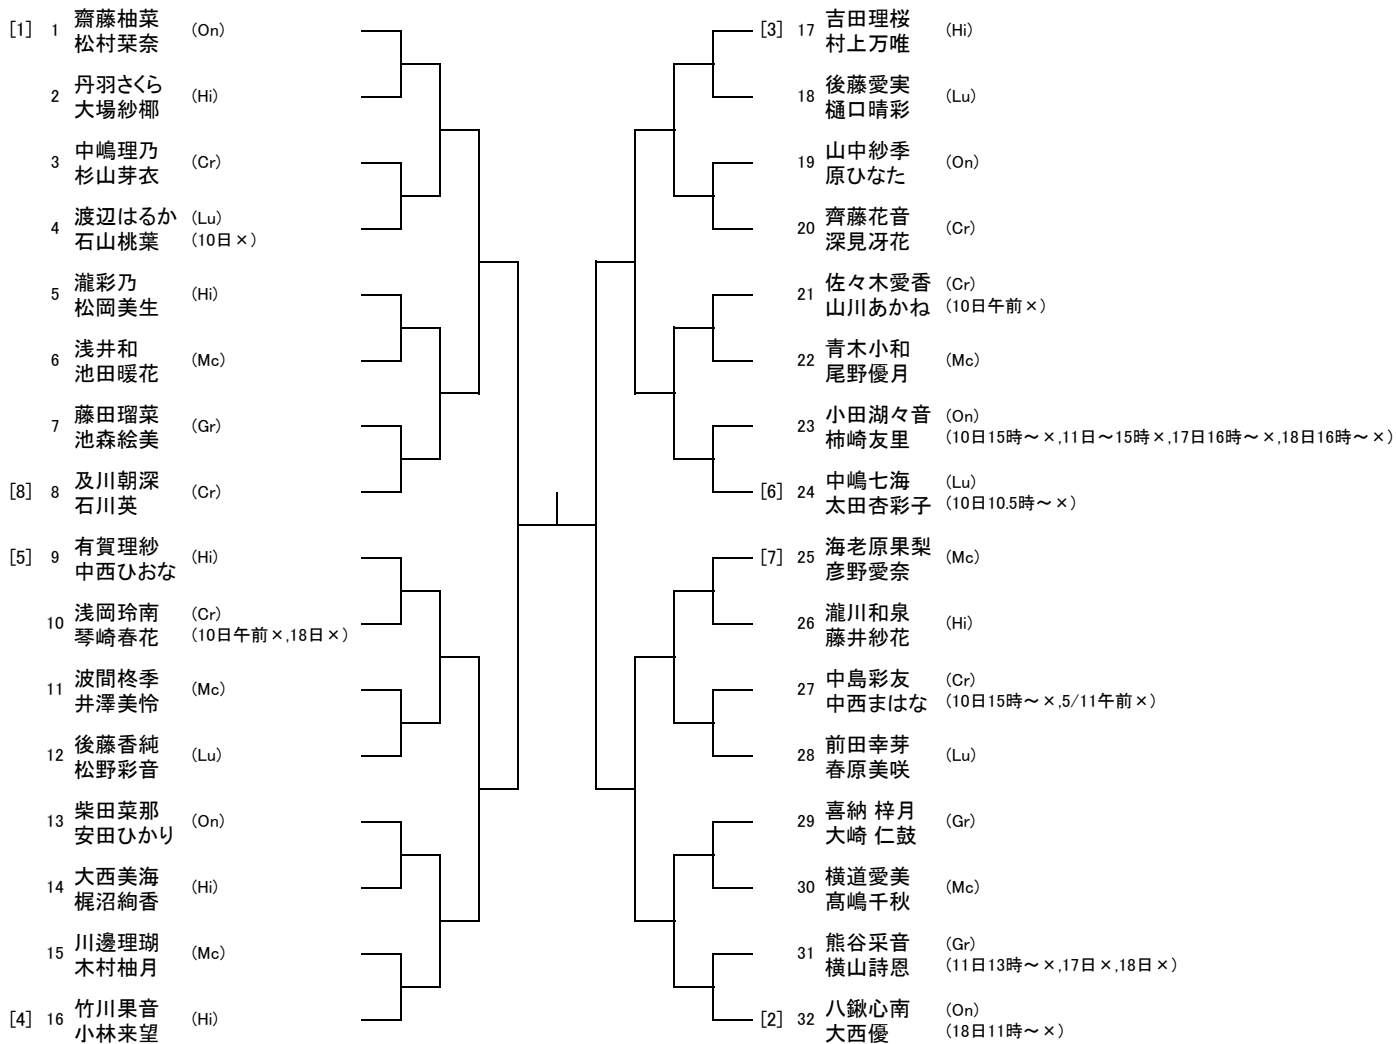 [1] 1 齋藤柚菜 (On)
松村栞奈
2 丹羽さくら (Hi)
大場紗椰
3 中嶋理乃 (Cr)
杉山芽衣
4 渡辺はるか (Lu)
石山桃葉 (10日×)
5 瀧彩乃 (Hi)
松岡美生
6 浅井和 (Mc)
池田暖花
7 藤田瑠菜 (Gr)
池森絵美
[8] 8 及川朝深 (Cr)
石川英
[5] 9 有賀理紗 (Hi)
中西ひおな
10 浅岡玲南 (Cr)
琴崎春花 (10日午前×,18日×)
11 波間柊季 (Mc)
井澤美怜
12 後藤香純 (Lu)
松野彩音
13 柴田菜那 (On)
安田ひかり
14 大西美海 (Hi)
梶沼絢香
15 川邊理瑚 (Mc)
木村柚月
[4] 16 竹川果音 (Hi)
小林来望
[3] 17 吉田理桜 (Hi)
村上万唯
18 後藤愛実 (Lu)
樋口晴彩
19 山中紗季 (On)
原ひなた
20 齊藤花音 (Cr)
深見冴花
21 佐々木愛香 (Cr)
山川あかね (10日午前×)
22 青木小和 (Mc)
尾野優月
23 小田湖々音 (On)
柿崎友里 (10日15時～×,11日～15時×,17日16時～×,18日16時～×)
[6] 24 中嶋七海 (Lu)
太田杏彩子 (10日10.5時～×)
[7] 25 海老原果梨 (Mc)
彦野愛奈
26 瀧川和泉 (Hi)
藤井紗花
27 中島彩友 (Cr)
中西まはな (10日15時～×,5/11午前×)
28 前田幸芽 (Lu)
春原美咲
29 喜納 梓月 (Gr)
大崎 仁鼓
30 横道愛美 (Mc)
髙嶋千秋
31 熊谷采音 (Gr)
横山詩恩 (11日13時～×,17日×,18日×)
[2] 32 八鍬心南 (On)
大西優 (18日11時～×)